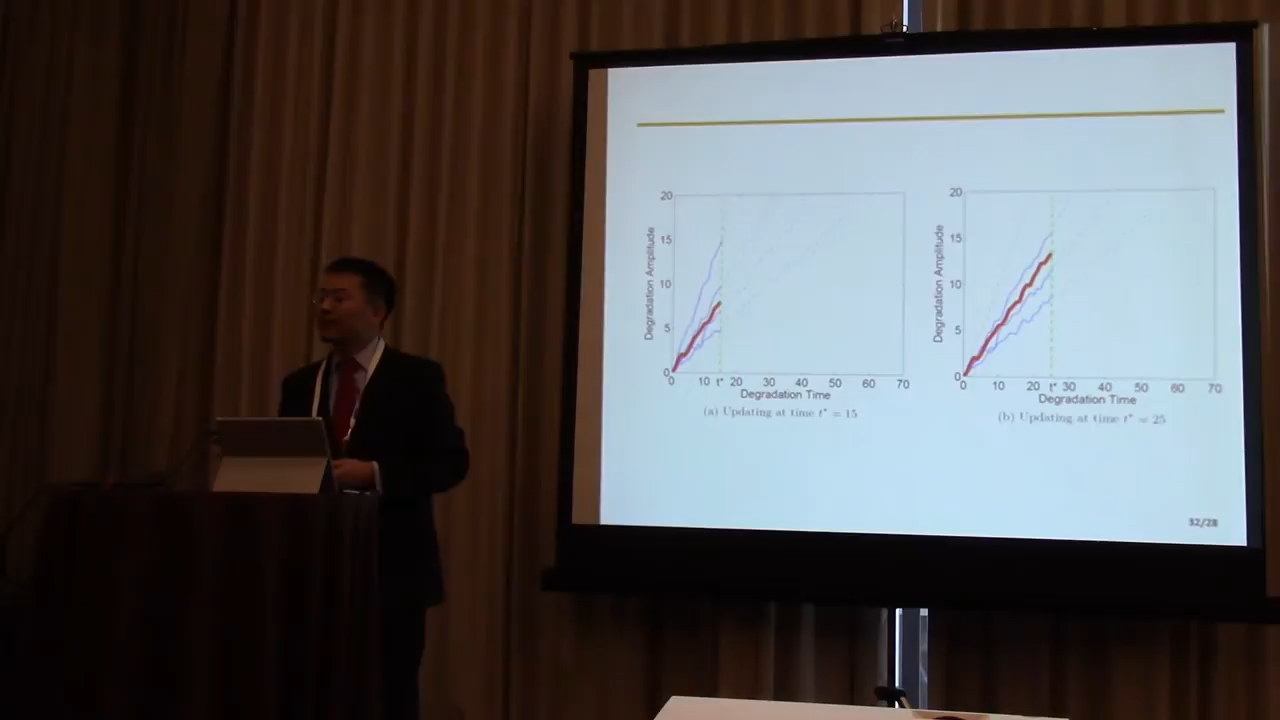 20
15
10
5
0
Degradation Amplitude
0 10 t* 20 30 40 50 60 70
Degradation Time
(a) Updating at time t* = 15
20
15
10
5
0
Degradation Amplitude
0 10 20 t* 30 40 50 60 70
Degradation Time
(b) Updating at time t* = 25
32/28